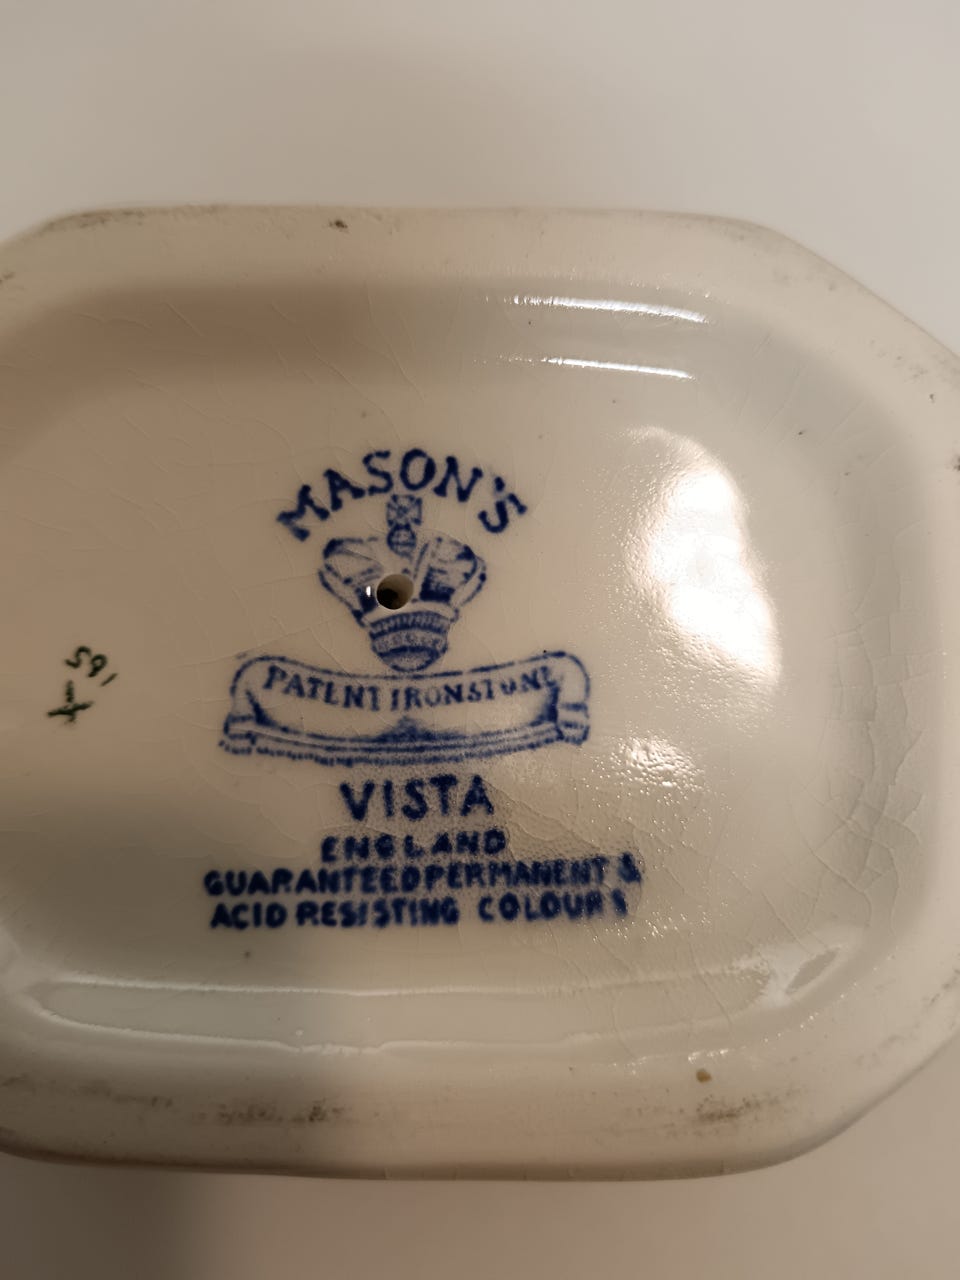 MASON'S
PATENT IRONSTONE
VISTA
ENGLAND
GUARANTEED PERMANENT &
ACID RESISTING COLOURS